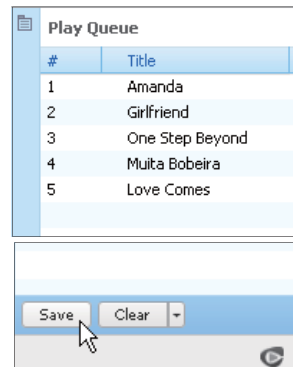 Play Queue
# Title
1 Amanda
2 Girlfriend
3 One Step Beyond
4 Muita Bobeira
5 Love Comes
Save Clear